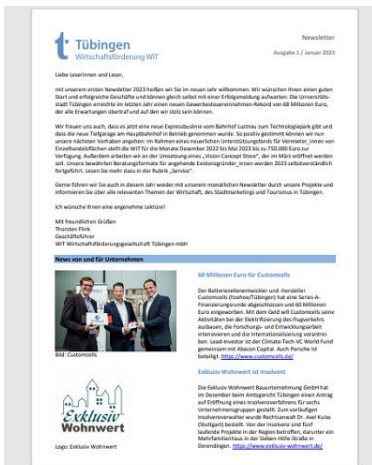 Newsletter
Tübingen
Wirtschaftsförderung WIT
Ausgabe 1 / Januar 2023
Liebe Leserinnen und Leser,
mit unserem ersten Newsletter 2023 heißen wir Sie im neuen Jahr willkommen. Wir wünschen Ihnen einen guten
Start und erfolgreiche Geschäfte und können gleich selbst mit einer Erfolgsmeldung aufwarten: Die Universitäts-
stadt Tübingen erreichte im letzten Jahr einen neuen Gewerbesteuereinnahmen-Rekord von 68 Millionen Euro,
der alle Erwartungen übertraf und auf den wir stolz sein können.
Wir freuen uns auch, dass es jetzt eine neue Expressbuslinie vom Bahnhof Lustnau zum Technologiepark gibt und
dass die neue Tiefgarage am Hauptbahnhof in Betrieb genommen wurde. So positiv gestimmt können wir nun
unsere nächsten Vorhaben angehen: Im Rahmen eines neuerlichen Unterstützungsfonds für Vermieter_innen von
Einzelhandelsflächen stellt die WIT für die Monate Dezember 2022 bis Mai 2023 bis zu 750.000 Euro zur
Verfügung. Außerdem arbeiten wir an der Umsetzung eines „Vision Concept Store“, der im März eröffnet werden
soll. Unsere bewährten Beratungsformate für angehende Existenzgründer_innen werden 2023 selbstverständlich
fortgeführt. Lesen Sie mehr dazu in der Rubrik „Service“.
Gerne führen wir Sie auch in diesem Jahr wieder mit unserem monatlichen Newsletter durch unsere Projekte und
informieren Sie über alle relevanten Themen der Wirtschaft, des Stadtmarketings und Tourismus in Tübingen.
Ich wünsche Ihnen eine angenehme Lektüre!
Mit freundlichen Grüßen
Thorsten Flink
Geschäftsführer
WIT Wirtschaftsförderungsgesellschaft Tübingen mbH
News von und für Unternehmen
60 Millionen Euro für Customcells
Der Batteriezellenentwickler und -hersteller
Customcells (Itzehoe/Tübingen) hat eine Series-A-
Finanzierungsrunde abgeschlossen und 60 Millionen
Euro eingeworben. Mit dem Geld will Customcells seine
Aktivitäten bei der Elektrifizierung des Flugverkehrs
ausbauen, die Forschungs- und Entwicklungsarbeit
intensivieren und die Internationalisierung vorantrei-
ben. Lead-Investor ist der Climate-Tech-VC World Fund
gemeinsam mit Abacon Capital. Auch Porsche ist
beteiligt. https://www.customcells.de/
Bild: Customcells
Exklusiv Wohnwert ist insolvent
Die Exklusiv Wohnwert Bauunternehmung GmbH hat
im Dezember beim Amtsgericht Tübingen einen Antrag
auf Eröffnung eines Insolvenzverfahrens für sechs
Unternehmensgruppen gestellt. Zum vorläufigen
Insolvenzverwalter wurde Rechtsanwalt Dr. Axel Kulas
(Stuttgart) bestellt. Von der Insolvenz sind fünf
laufende Projekte in der Region betroffen, darunter ein
Mehrfamilienhaus in der Sieben-Höfe-Straße in
Derendingen. https://www.exklusiv-wohnwert.de/
Exklusiv
Wohnwert
Logo: Exklusiv Wohnwert